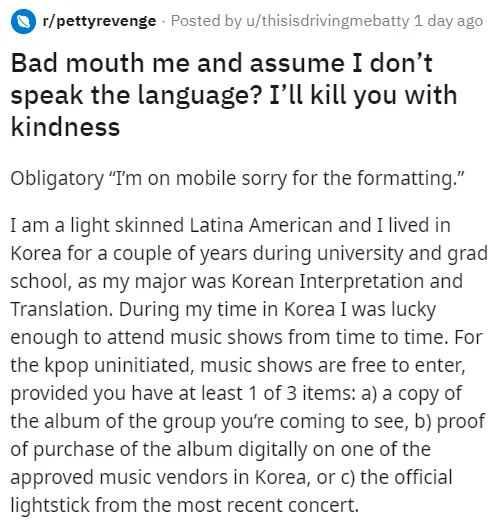 r/pettyrevenge · Posted by u/thisisdrivingmebatty 1 day ago
Bad mouth me and assume I don’t
speak the language? I’ll kill you with
kindness
Obligatory “I’m on mobile sorry for the formatting.”
I am a light skinned Latina American and I lived in
Korea for a couple of years during university and grad
school, as my major was Korean Interpretation and
Translation. During my time in Korea I was lucky
enough to attend music shows from time to time. For
the kpop uninitiated, music shows are free to enter,
provided you have at least 1 of 3 items: a) a copy of
the album of the group you’re coming to see, b) proof
of purchase of the album digitally on one of the
approved music vendors in Korea, or c) the official
lightstick from the most recent concert.